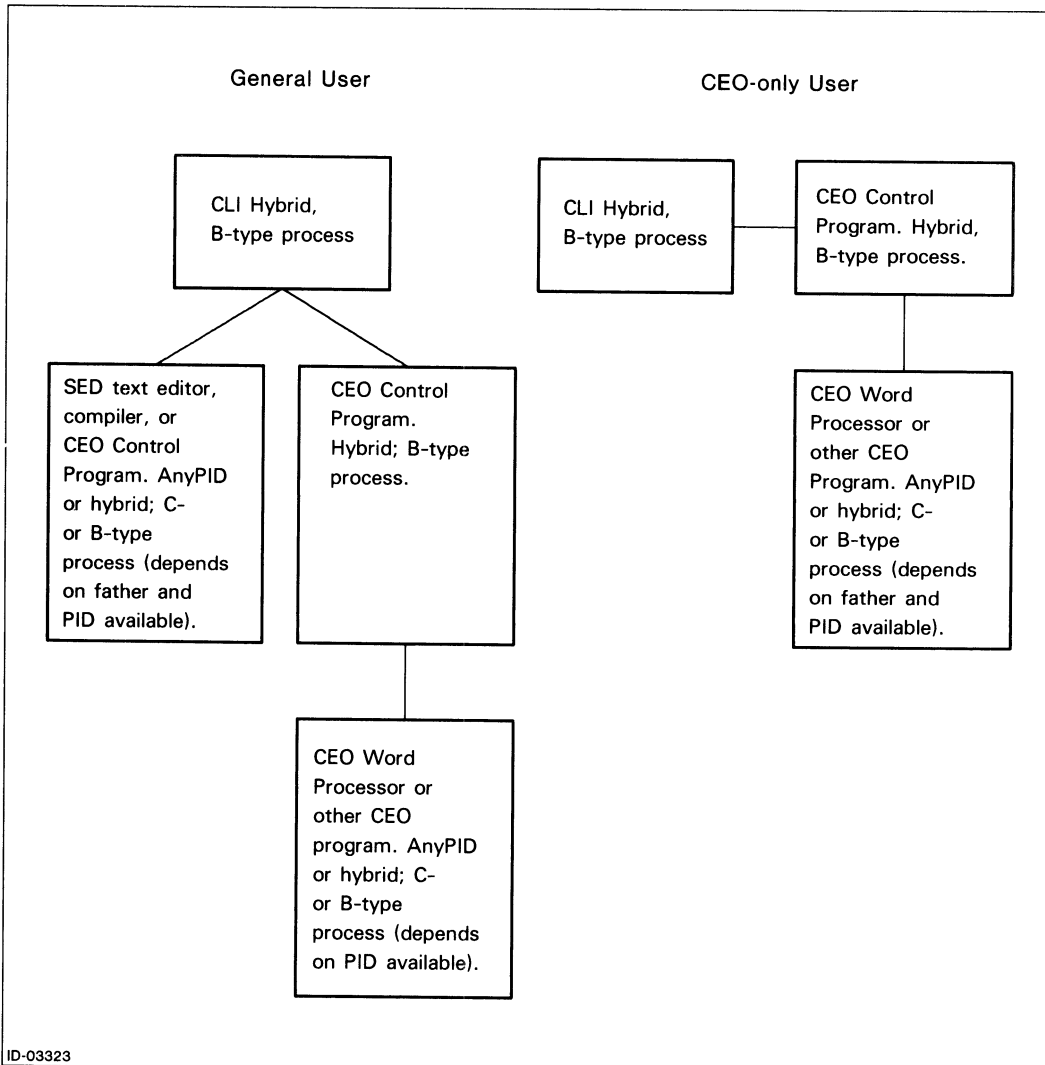 General User
CLI Hybrid,
B-type process
SED text editor,
compiler, or
CEO Control
Program. AnyPID
or hybrid; C-
or B-type
process (depends
on father and
PID available).
CEO Control
Program.
Hybrid; B-type
process.
CEO Word
Processor or
other CEO
program. AnyPID
or hybrid; C-
or B-type
process (depends
on PID available).
CEO-only User
CLI Hybrid,
B-type process
CEO Control
Program. Hybrid,
B-type process.
CEO Word
Processor or
other CEO
Program. AnyPID
or hybrid; C-
or B-type
process (depends
on father and
PID available).
ID-03323